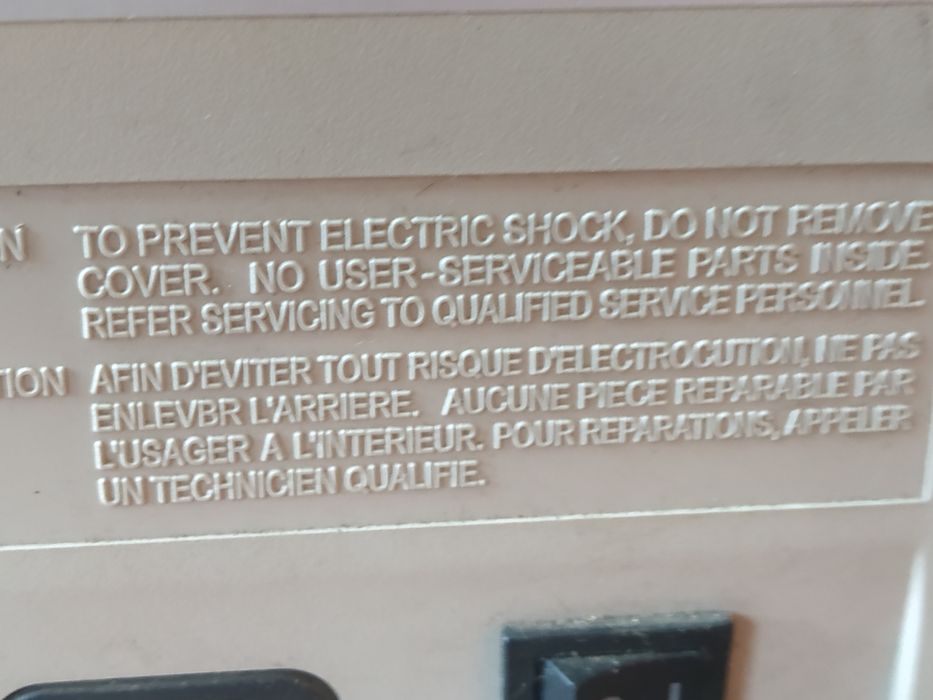 N TO PREVENT ELECTRIC SHOCK, DO NOT REMOVE
COVER. NO USER-SERVICEABLE PARTS INSIDE.
REFER SERVICING TO QUALIFIED SERVICE PERSONNEL.
TION AFIN D'EVITER TOUT RISQUE D'ELECTROCUTION, NE PAS
ENLEVBR L'ARRIERE. AUCUNE PIECE REPARABLE PAR
L'USAGER A L'INTERIEUR. POUR REPARATIONS, APPELER
UN TECHNICIEN QUALIFIE.